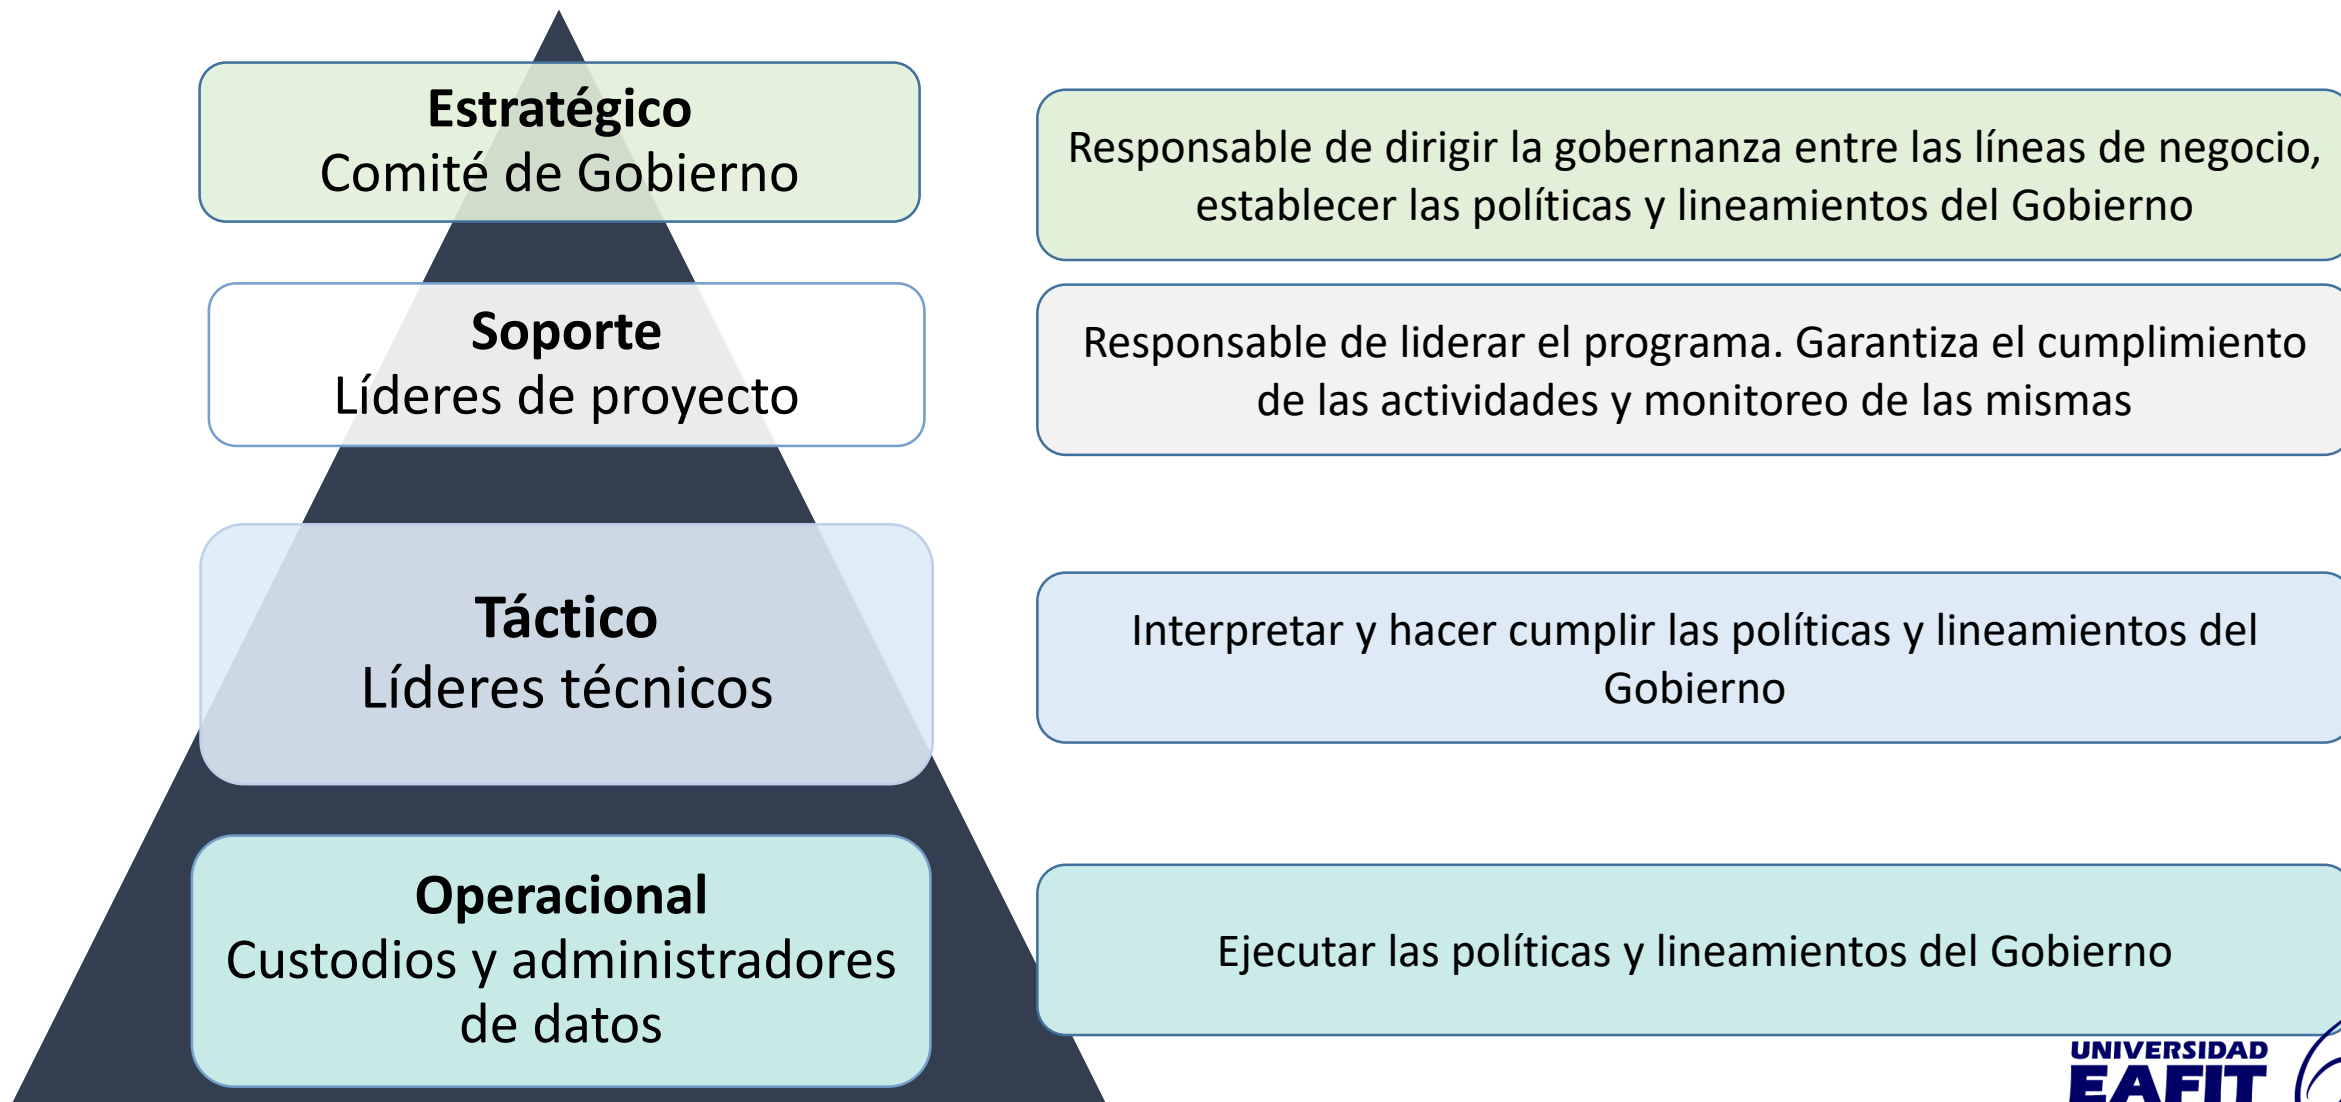 Estratégico
Comité de Gobierno
Responsable de dirigir la gobernanza entre las líneas de negocio,
establecer las políticas y lineamientos del Gobierno
Soporte
Líderes de proyecto
Responsable de liderar el programa. Garantiza el cumplimiento
de las actividades y monitoreo de las mismas
Táctico
Líderes técnicos
Interpretar y hacer cumplir las políticas y lineamientos del
Gobierno
Operacional
Custodios y administradores
de datos
Ejecutar las políticas y lineamientos del Gobierno
UNIVERSIDAD
EAFIT